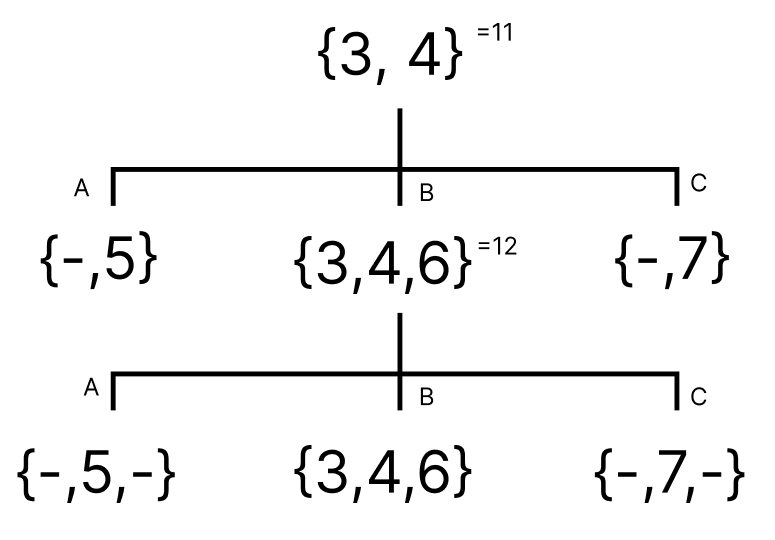 {3, 4} =11
A B C
{-,5} {3,4,6} =12 {-,7}
A B C
{-,5,-} {3,4,6} {-,7,-}